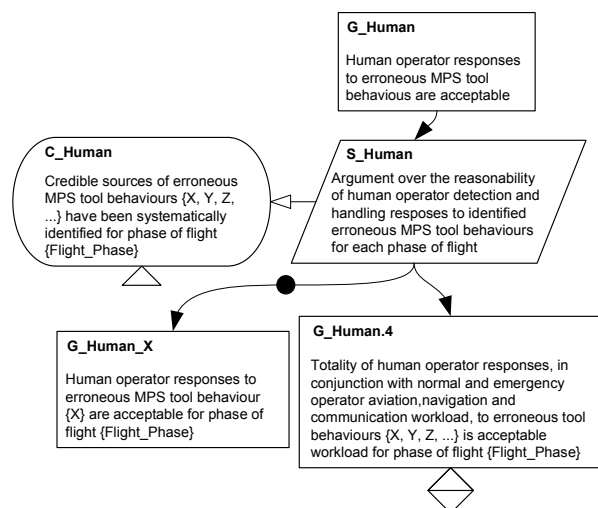 G_Human
Human operator responses
to erroneous MPS tool
behavious are acceptable
C_Human
Credible sources of erroneous
MPS tool behaviours {X, Y, Z,
...} have been systematically
identified for phase of flight
{Flight_Phase}
S_Human
Argument over the reasonability
of human operator detection and
handling resposes to identified
erroneous MPS tool behaviours
for each phase of flight
G_Human_X
Human operator responses to
erroneous MPS tool behaviour
{X} are acceptable for phase of
flight {Flight_Phase}
G_Human.4
Totality of human operator responses, in
conjunction with normal and emergency
operator aviation,navigation and
communication workload, to erroneous tool
behaviours {X, Y, Z, ...} is acceptable
workload for phase of flight {Flight_Phase}